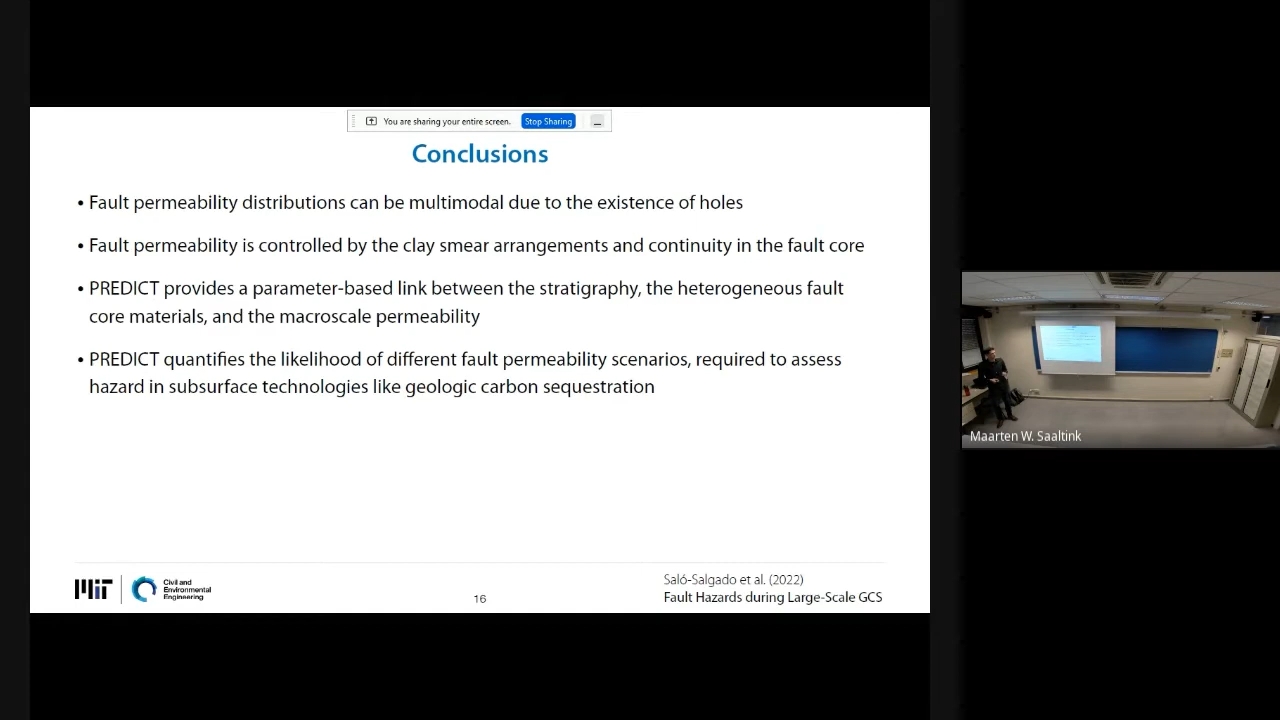 You are sharing your entire screen. Stop Sharing
Conclusions
• Fault permeability distributions can be multimodal due to the existence of holes
• Fault permeability is controlled by the clay smear arrangements and continuity in the fault core
• PREDICT provides a parameter-based link between the stratigraphy, the heterogeneous fault
core materials, and the macroscale permeability
• PREDICT quantifies the likelihood of different fault permeability scenarios, required to assess
hazard in subsurface technologies like geologic carbon sequestration
MIT
Civil and
Environmental
Engineering
16
Saló-Salgado et al. (2022)
Fault Hazards during Large-Scale GCS
Maarten W. Saaltink